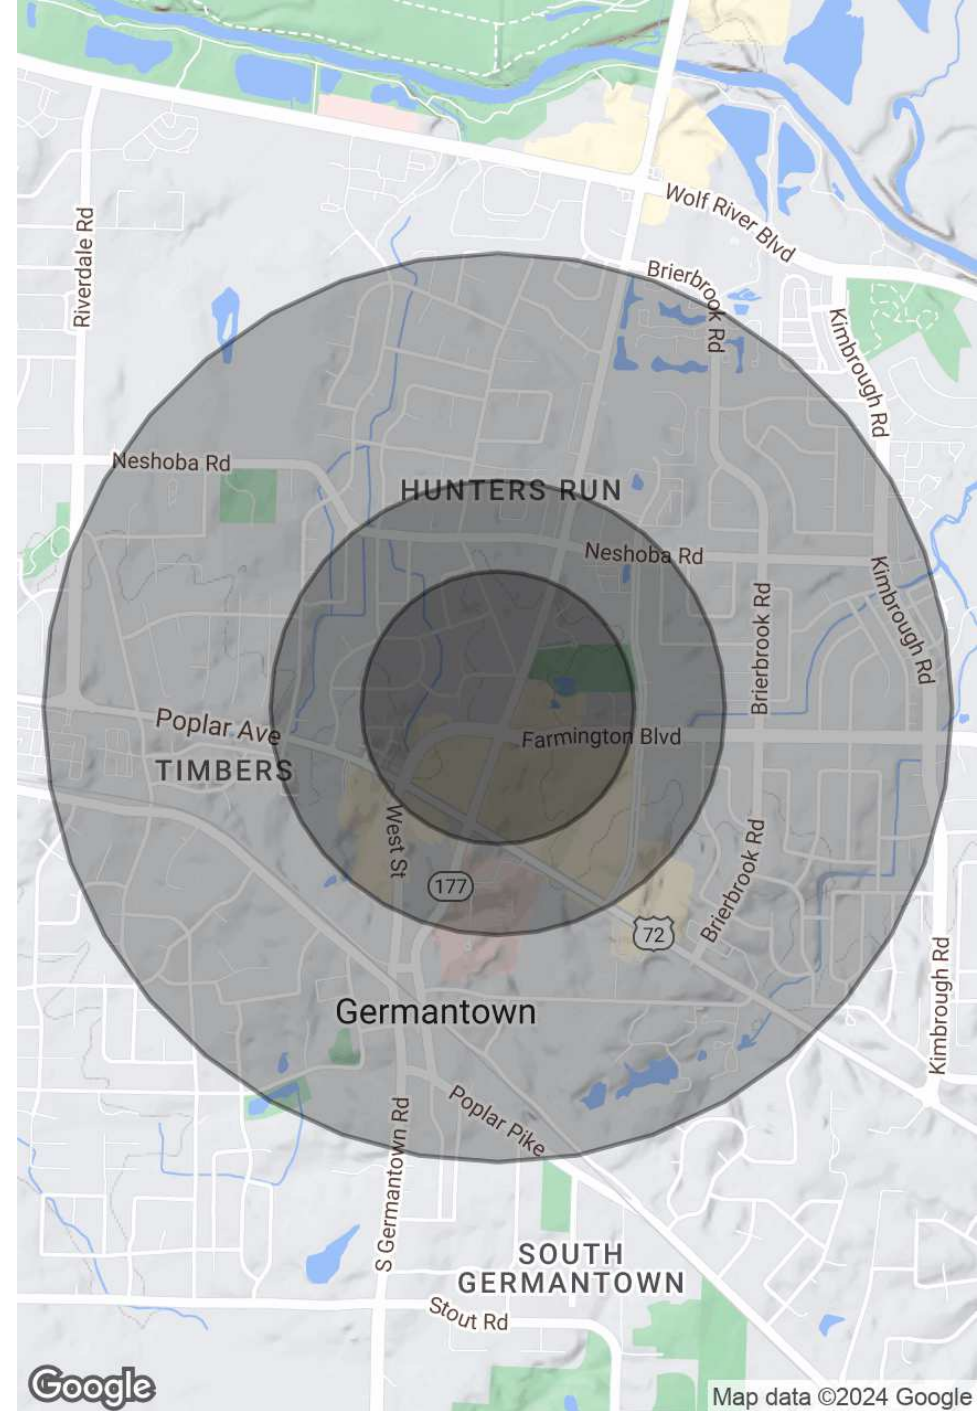 Wolf River Blvd
Riverdale Rd
Brierbrook Rd
Kimbrough Rd
Neshoba Rd
HUNTERS RUN
Neshoba Rd
Kimbrough Rd
Brierbrook Rd
Poplar Ave
Farmington Blvd
TIMBERS
West St
Brierbrook Rd
177
72
Germantown
Kimbrough Rd
Poplar Pike
S Germantown Rd
SOUTH
GERMANTOWN
Stout Rd
Google
Map data ©2024 Google